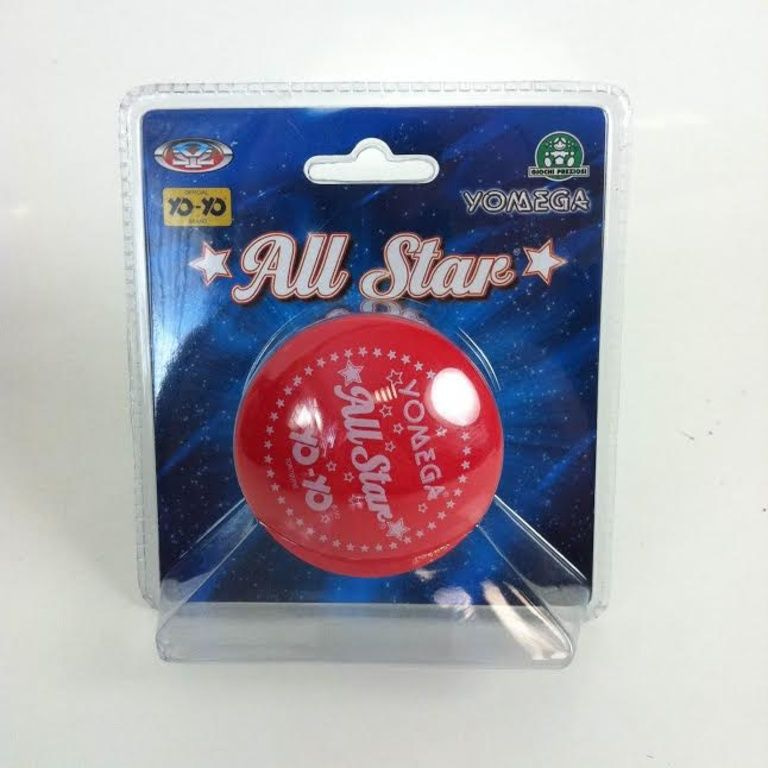 OFFICIAL
YO-YO®
BRAND
GIOCHI PREZIOSI
YOMEGA
All Star®
YOMEGA
All Star
YO-YO